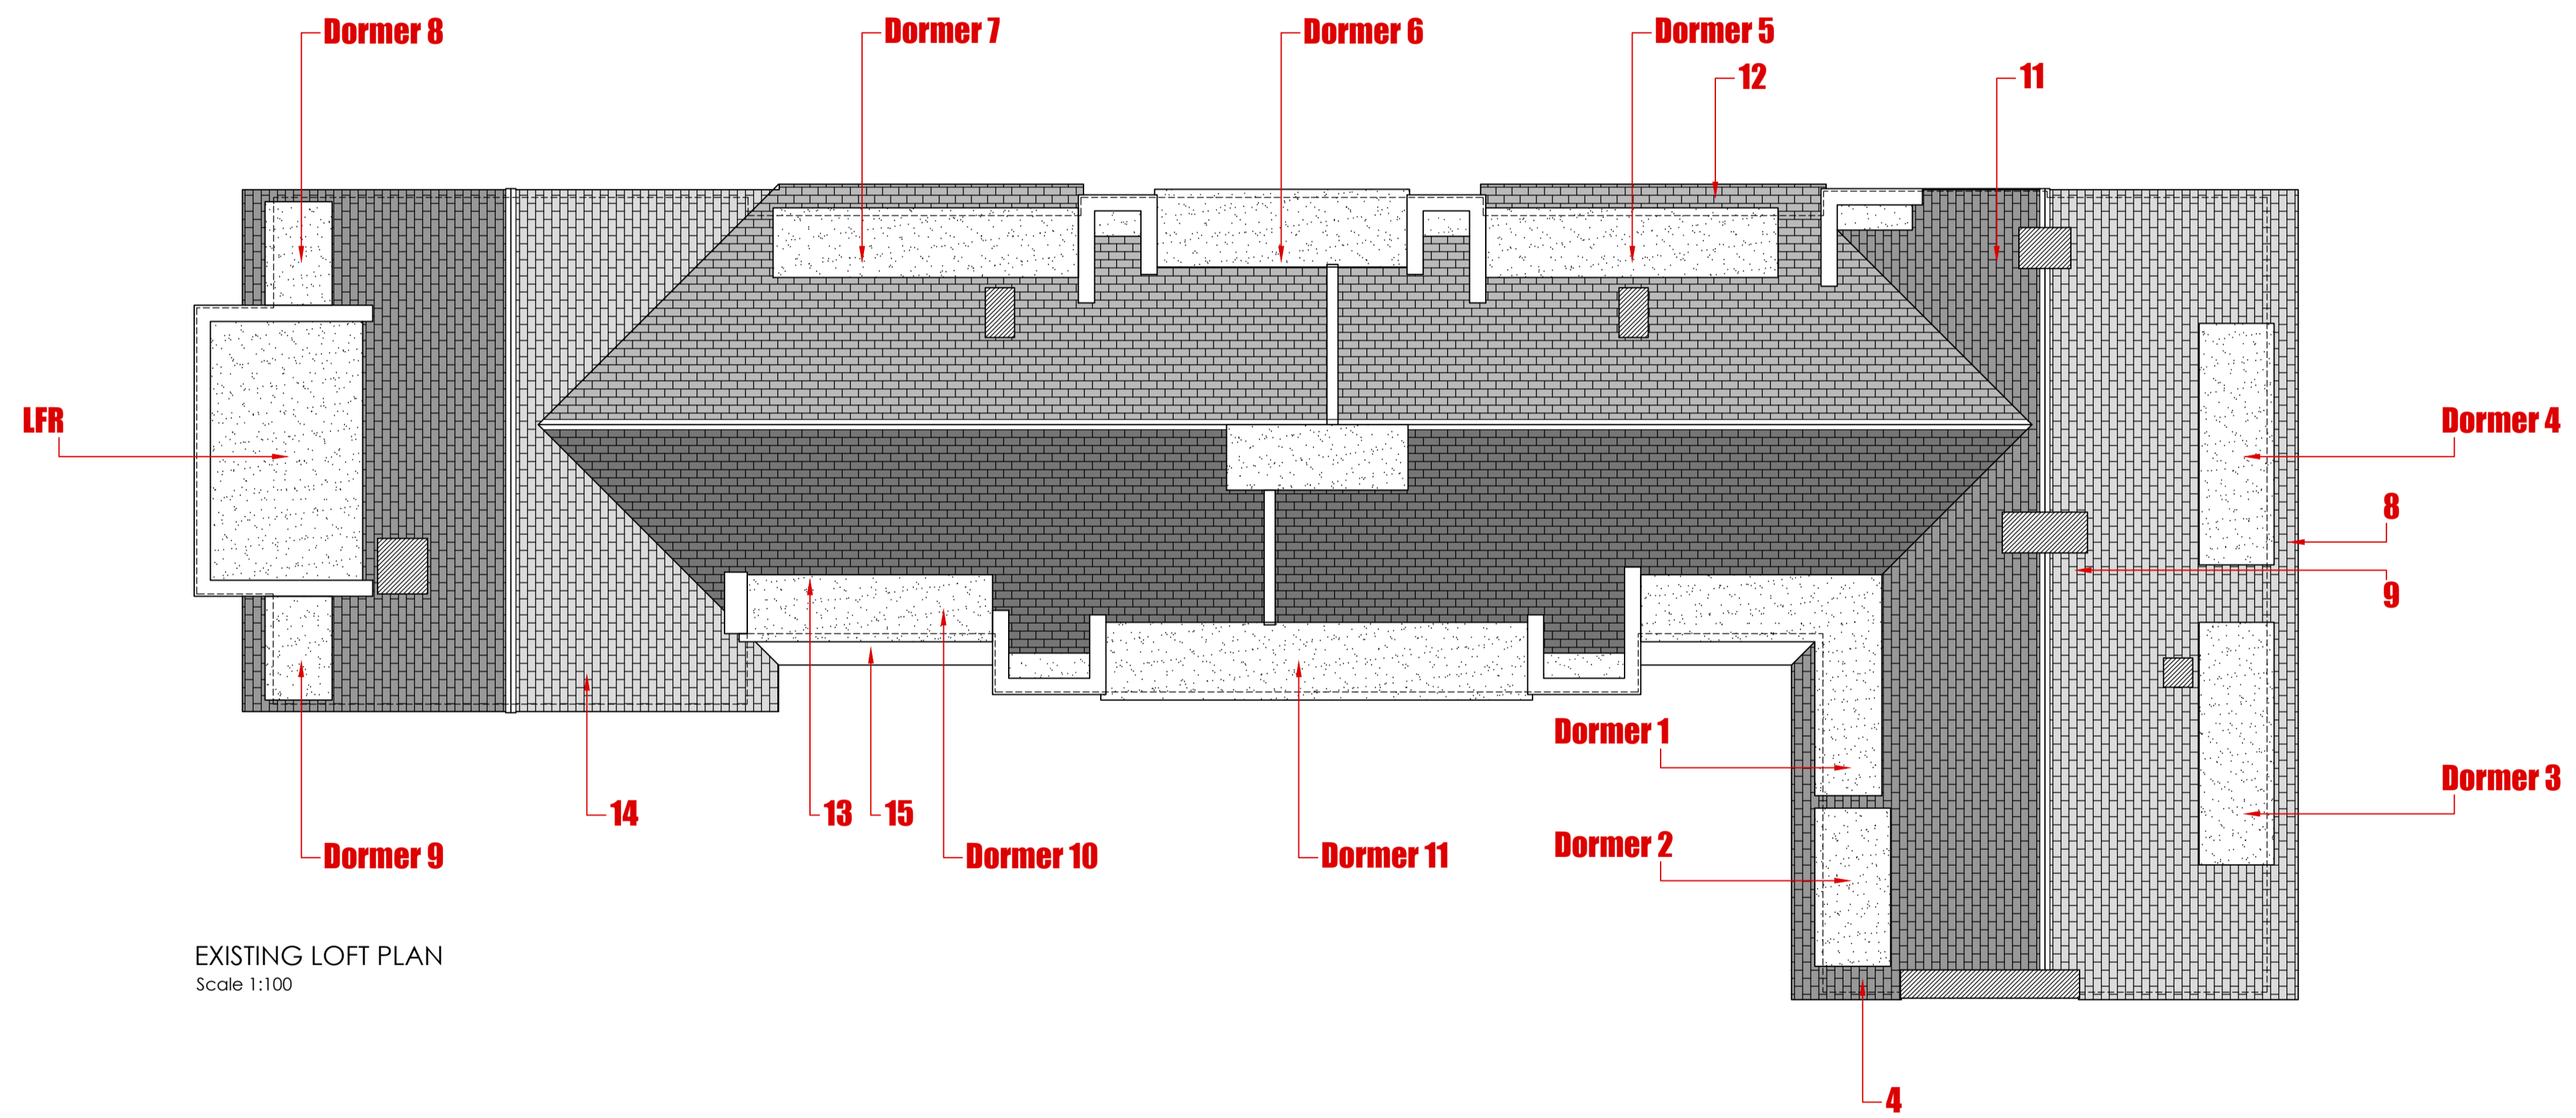 Dormer 8
Dormer 7
Dormer 6
Dormer 5
12
11
LFR
Dormer 4
8
9
Dormer 1
Dormer 3
14
13
15
Dormer 2
Dormer 9
Dormer 10
Dormer 11
EXISTING LOFT PLAN
Scale 1:100
4